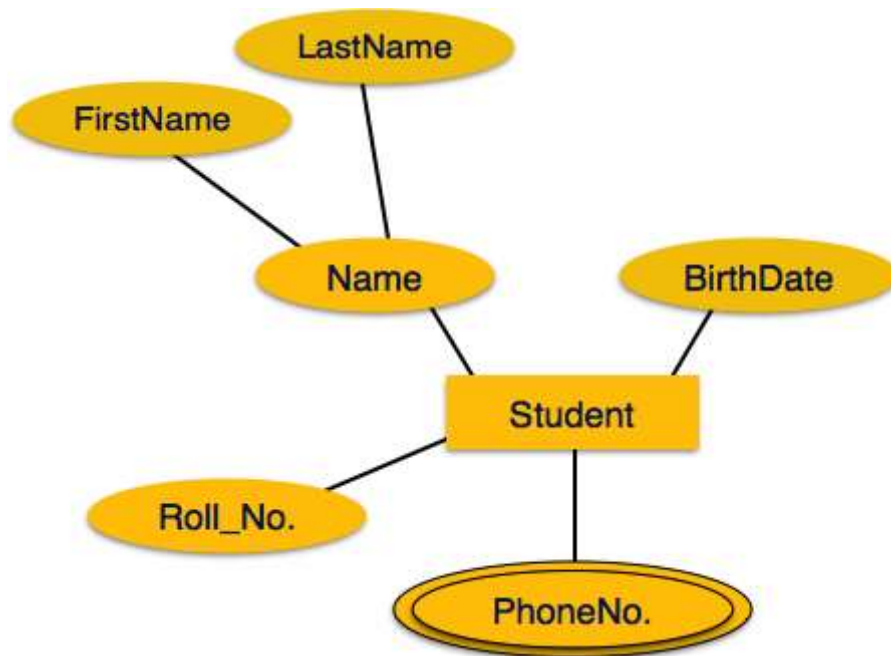 LastName
FirstName
Name
BirthDate
Student
Roll_No.
PhoneNo.